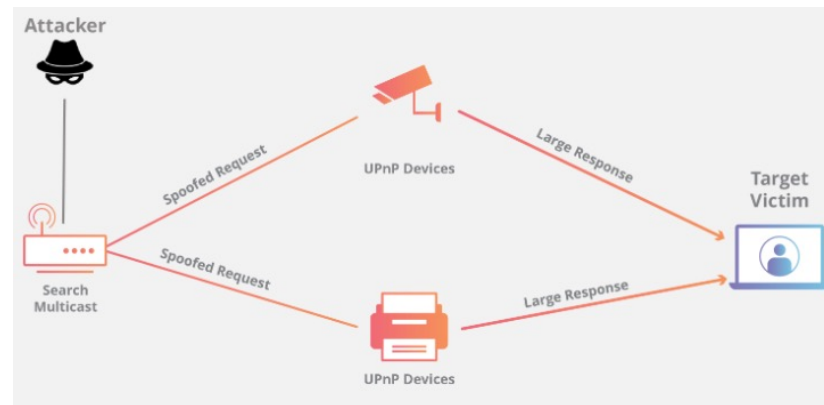 Attacker
Spoofed Request
Large Response
UPnP Devices
Target
Victim
Spoofed Request
Search
Multicast
Large Response
UPnP Devices